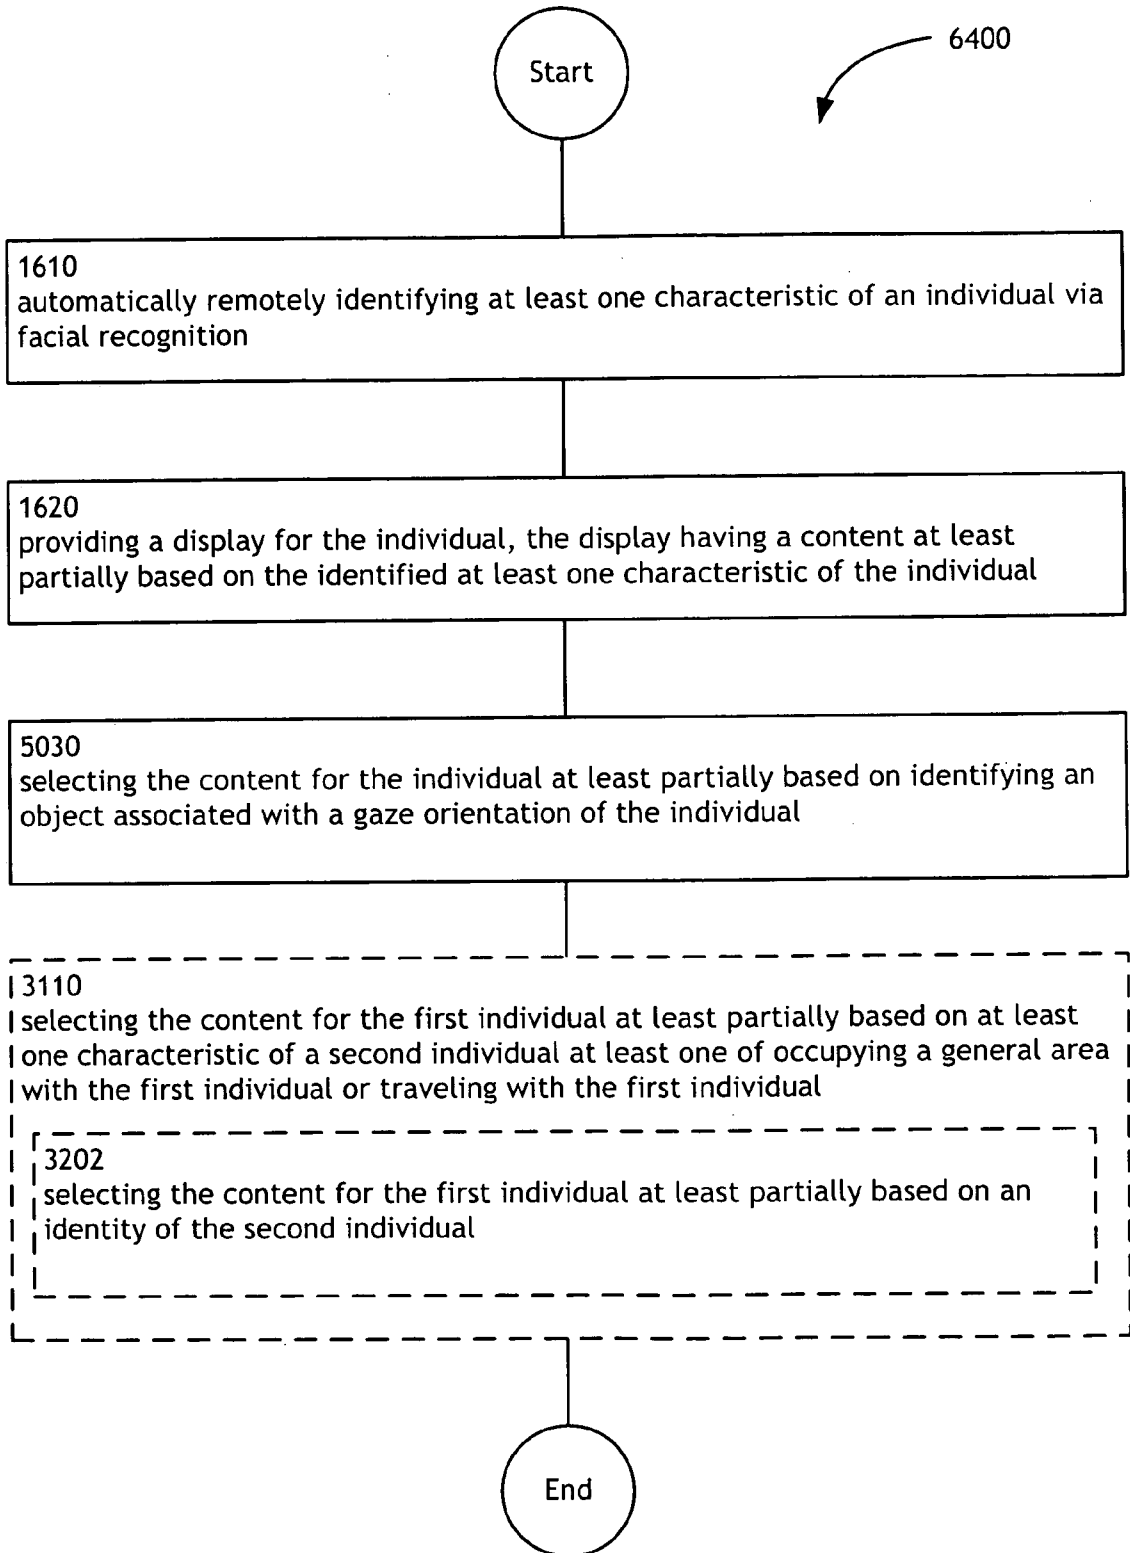 6400
Start
1610
automatically remotely identifying at least one characteristic of an individual via
facial recognition
1620
providing a display for the individual, the display having a content at least
partially based on the identified at least one characteristic of the individual
5030
selecting the content for the individual at least partially based on identifying an
object associated with a gaze orientation of the individual
3110
selecting the content for the first individual at least partially based on at least
one characteristic of a second individual at least one of occupying a general area
with the first individual or traveling with the first individual
3202
selecting the content for the first individual at least partially based on an
identity of the second individual
End